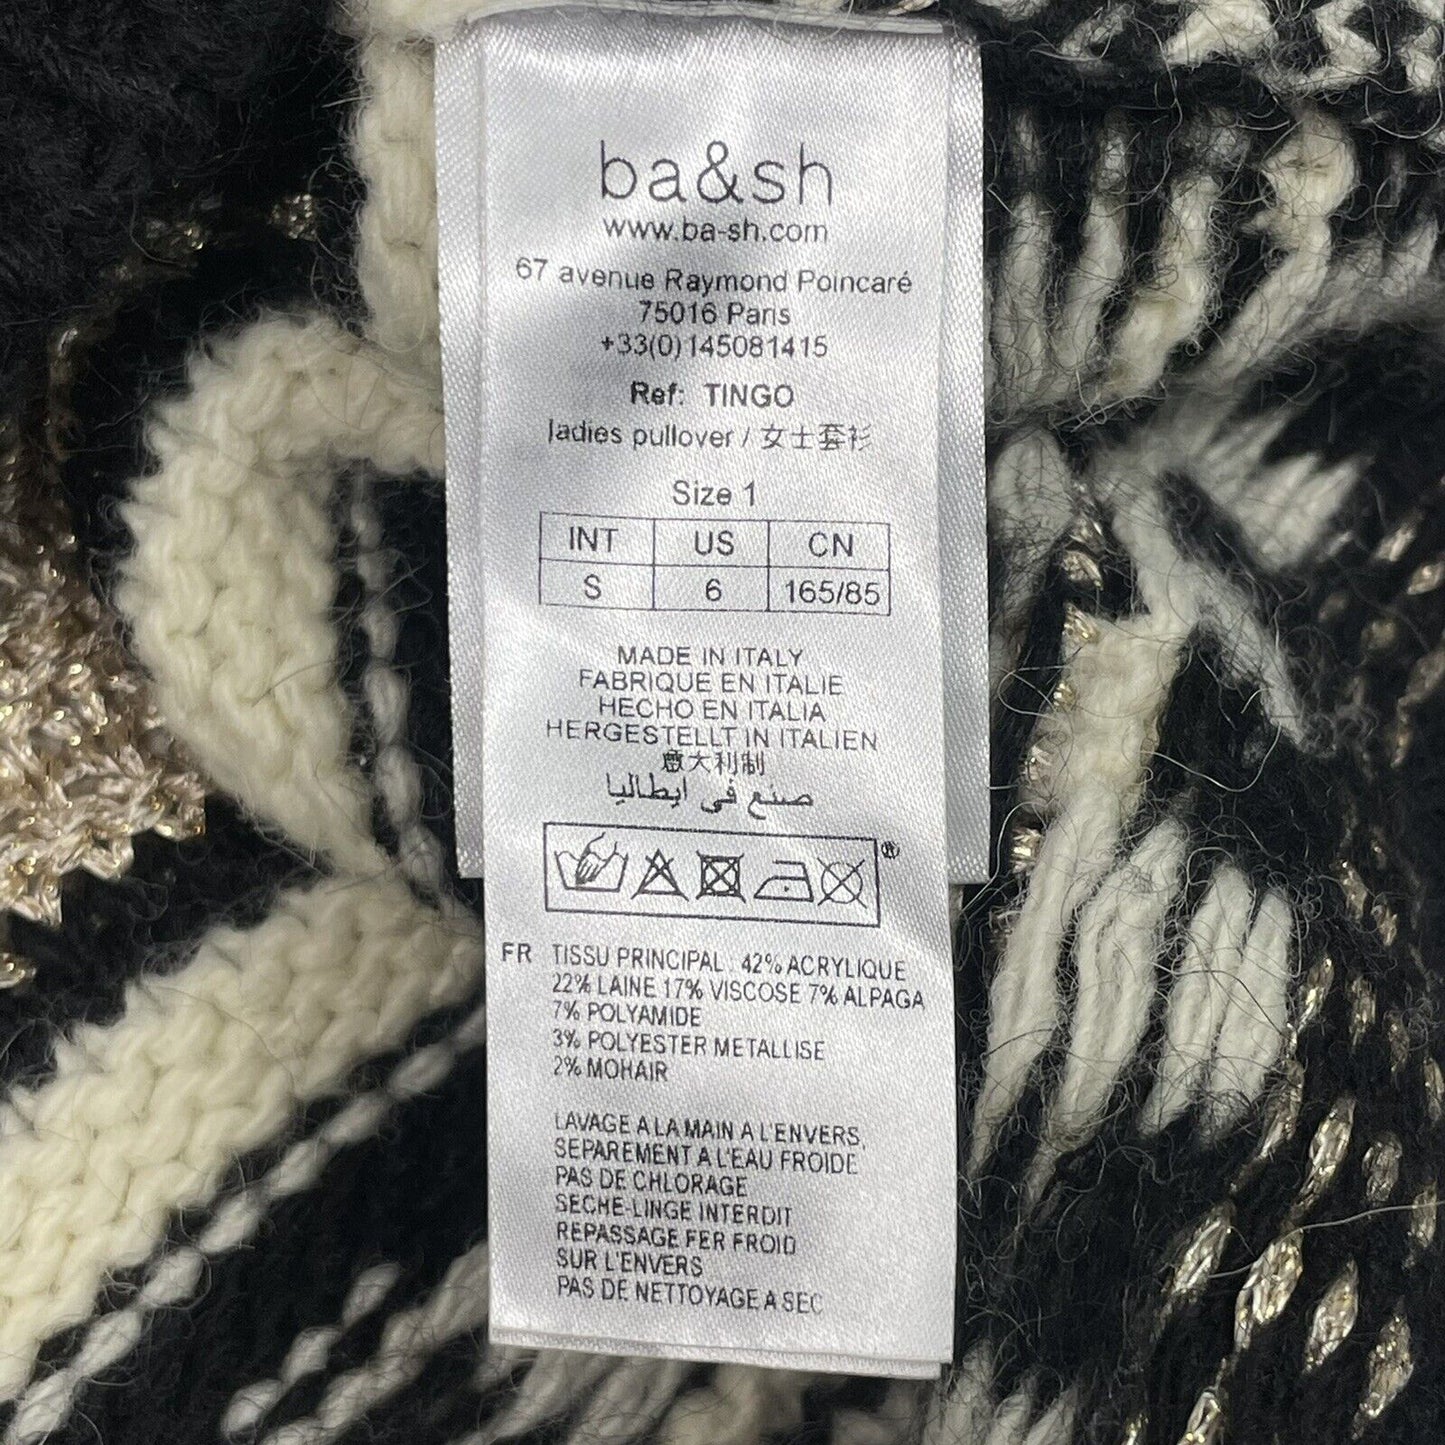 ba&sh
www.ba-sh.com
67 avenue Raymond Poincaré
75016 Paris
+33(0)145081415
Ref: TINGO
ladies pullover / 女士套衫
Size 1
INT US CN
S 6 165/85
MADE IN ITALY
FABRIQUE EN ITALIE
HECHO EN ITALIA
HERGESTELLT IN ITALIEN
意大利制
صنع في ايطاليا
®
FR TISSU PRINCIPAL : 42% ACRYLIQUE
22% LAINE 17% VISCOSE 7% ALPAGA
7% POLYAMIDE
3% POLYESTER METALLISE
2% MOHAIR
LAVAGE A LA MAIN A L'ENVERS,
SEPAREMENT A L'EAU FROIDE
PAS DE CHLORAGE
SECHE-LINGE INTERDIT
REPASSAGE FER FROID
SUR L'ENVERS
PAS DE NETTOYAGE A SEC